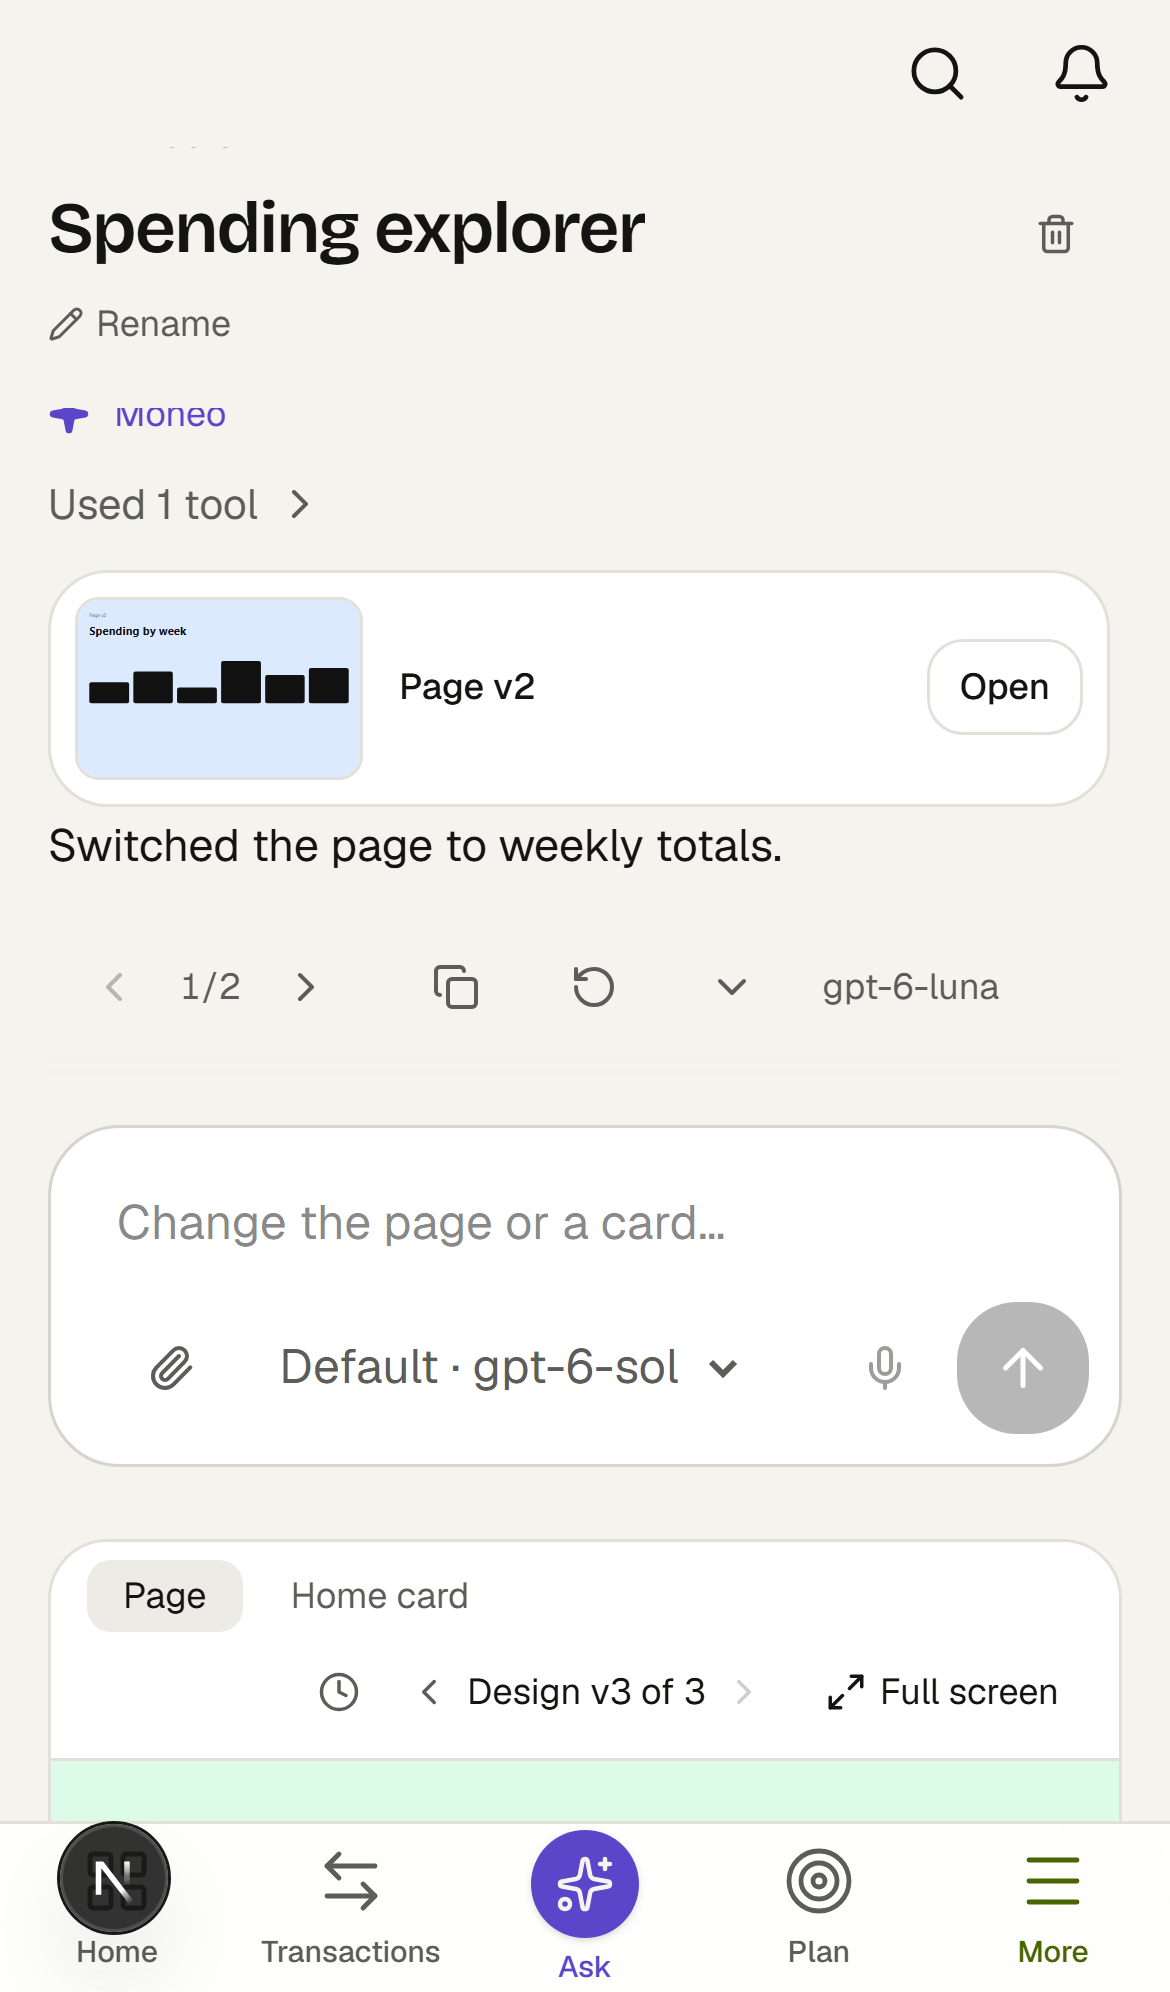 Spending explorer
Rename
Moneo
Used 1 tool
Page v2
Spending by week
Page v2
Open
Switched the page to weekly totals.
1/2
gpt-6-luna
Change the page or a card...
Default · gpt-6-sol
Page
Home card
Design v3 of 3
Full screen
N
Home
Transactions
Ask
Plan
More